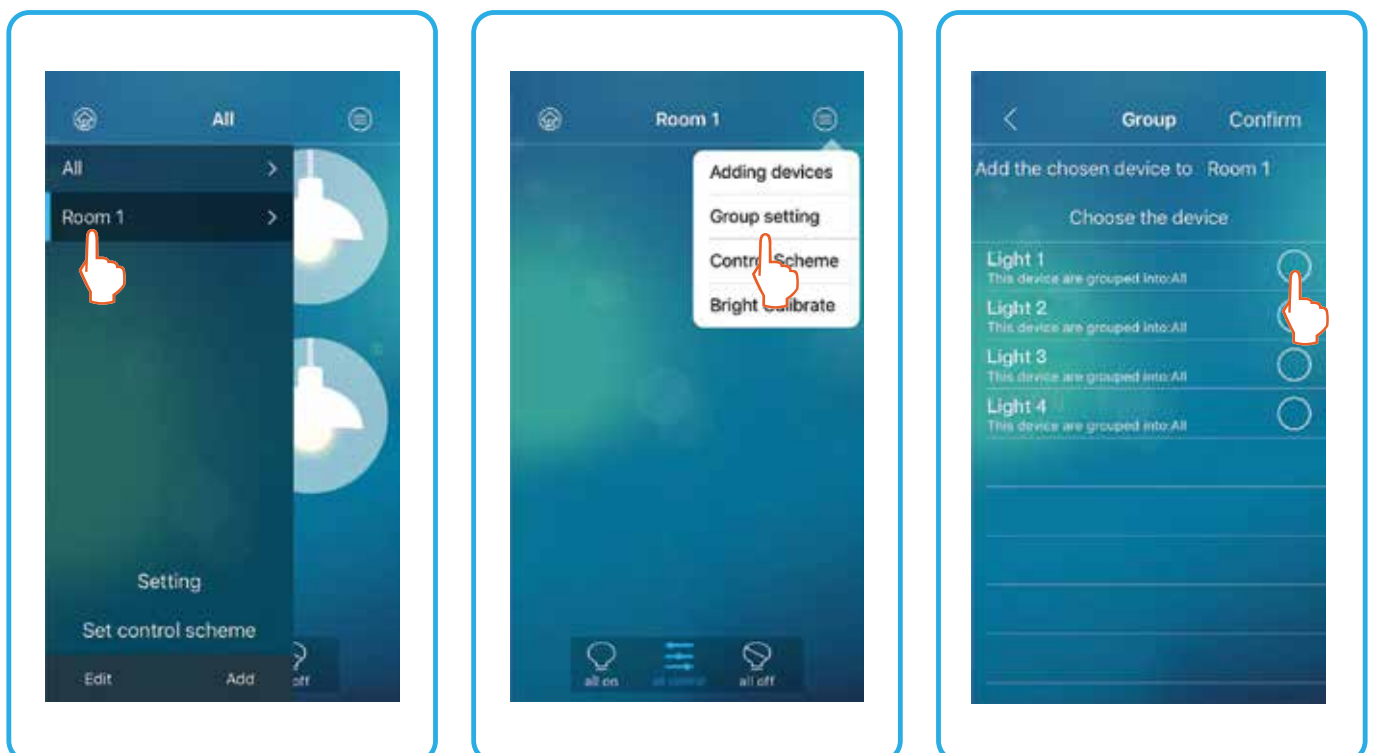 All
All
Room 1
Setting
Set control scheme
Edit Add
off
Room 1
Adding devices
Group setting
Control Scheme
Bright Calibrate
all on all control all off
Group Confirm
Add the chosen device to Room 1
Choose the device
Light 1
This device are grouped into:All
Light 2
This device are grouped into:All
Light 3
This device are grouped into:All
Light 4
This device are grouped into:All